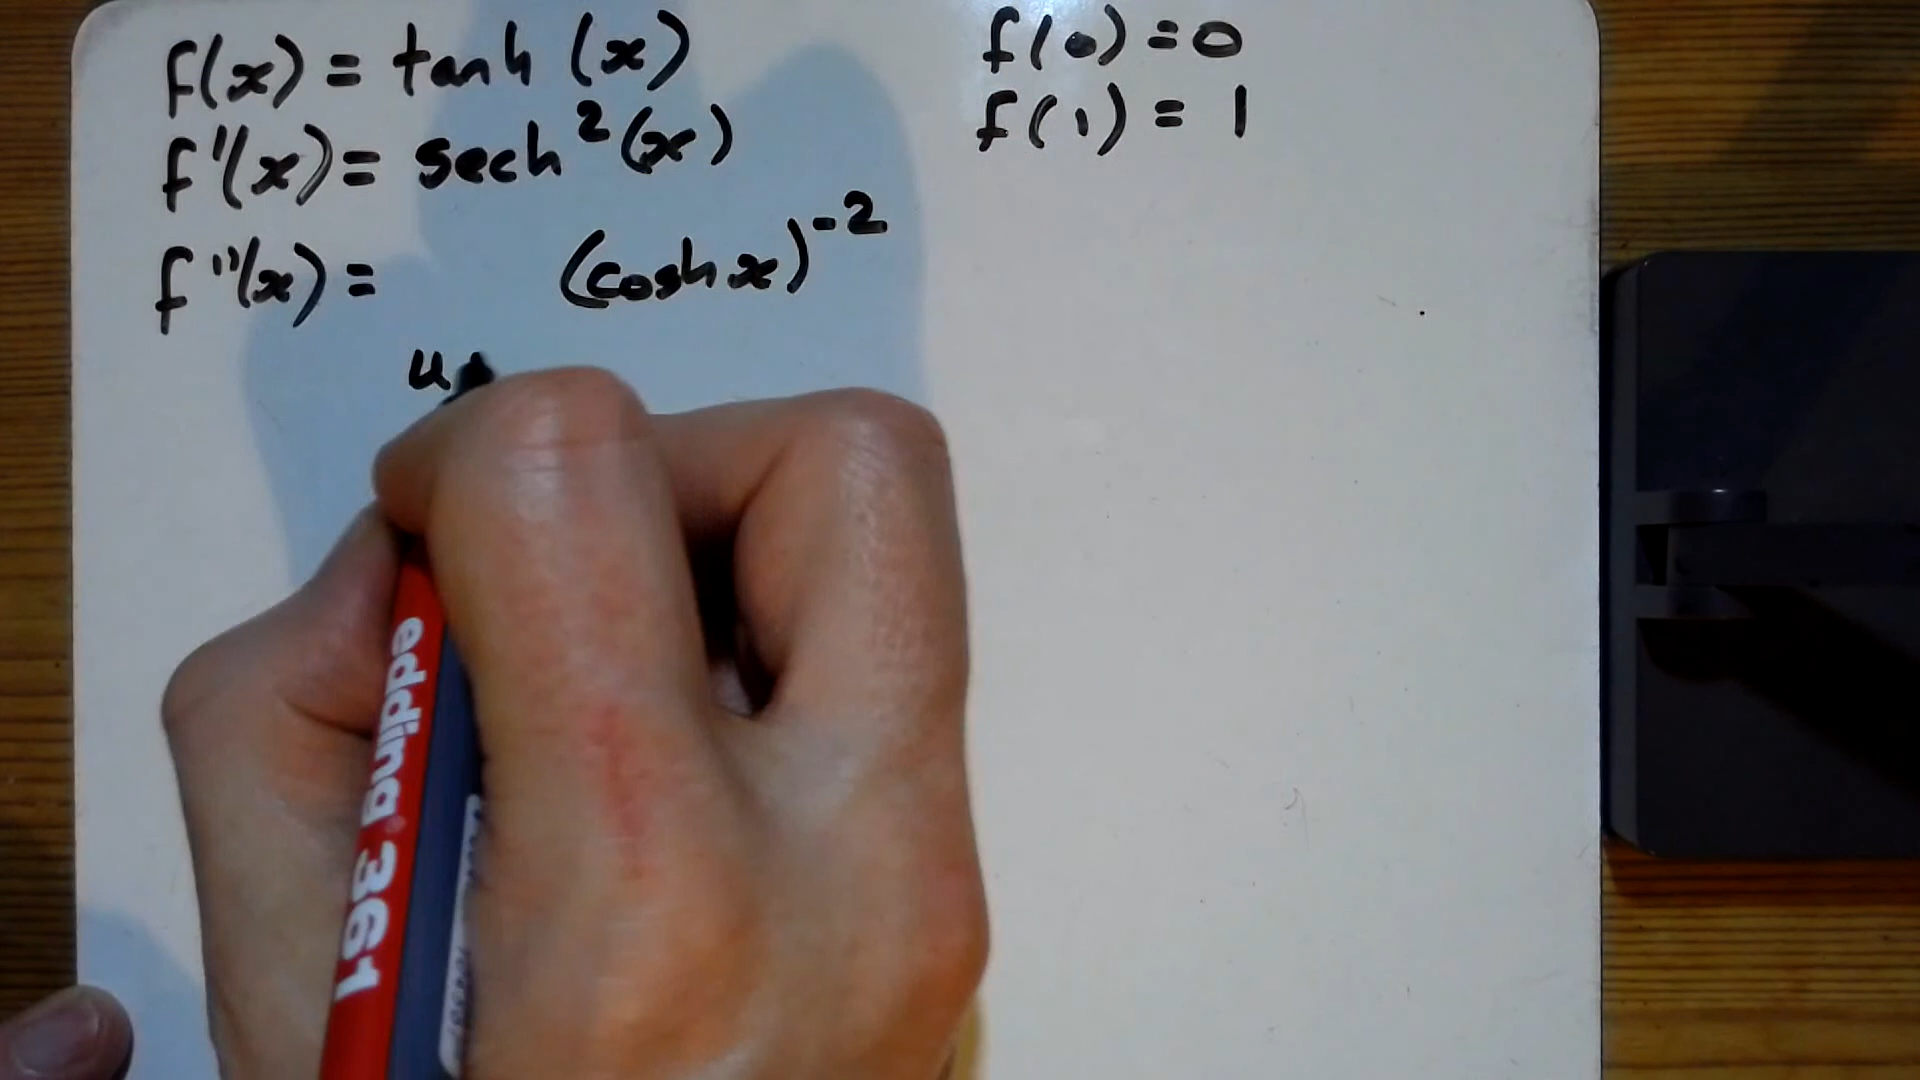 f(x) = tanh (x)
f'(x) = sech²(x)
f''(x) = (cosh x)⁻²
u
f(0) = 0
f(1) = 1
edding 361